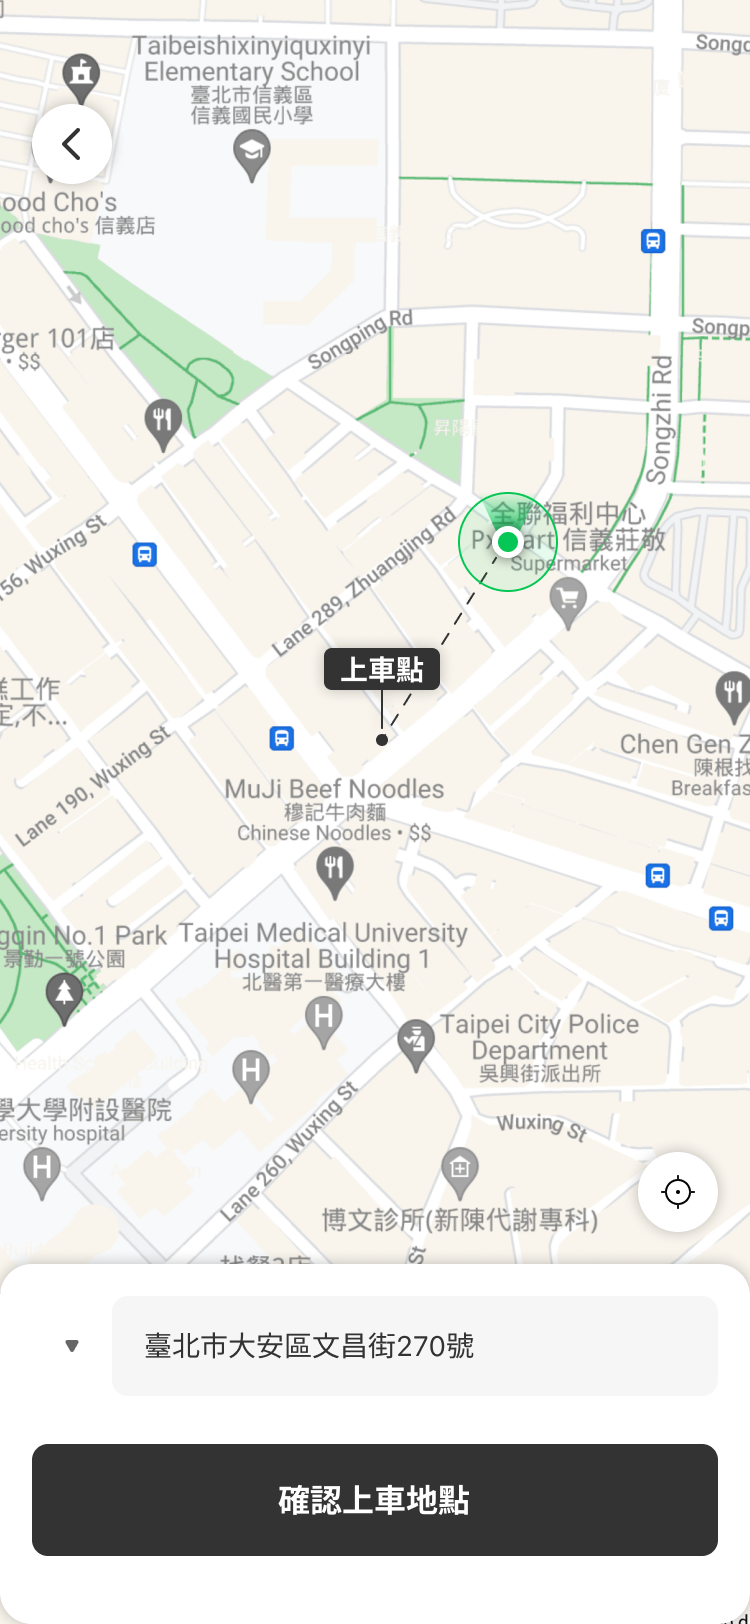 Taibeishixinyiquxinyi
Elementary School
臺北市信義區
信義國民小學
Songd
ood Cho's
ood cho's 信義店
rger 101店
• $$
Songping Rd
Songp
Songzhi Rd
昇陽
全聯福利中心
Px art 信義莊敬
Supermarket
56, Wuxing St
Lane 289, Zhuangjing Rd
上車點
工作
定,不...
Lane 190, Wuxing St
Chen Gen Z
陳根找
Breakfas
MuJi Beef Noodles
穆記牛肉麵
Chinese Noodles • $$
gqin No.1 Park
景勤一號公園
Taipei Medical University
Hospital Building 1
北醫第一醫療大樓
Taipei City Police
Department
吳興街派出所
學大學附設醫院
ersity hospital
Wuxing St
Lane 260, Wuxing St
博文診所(新陳代謝專科)
St
臺北市大安區文昌街270號
確認上車地點